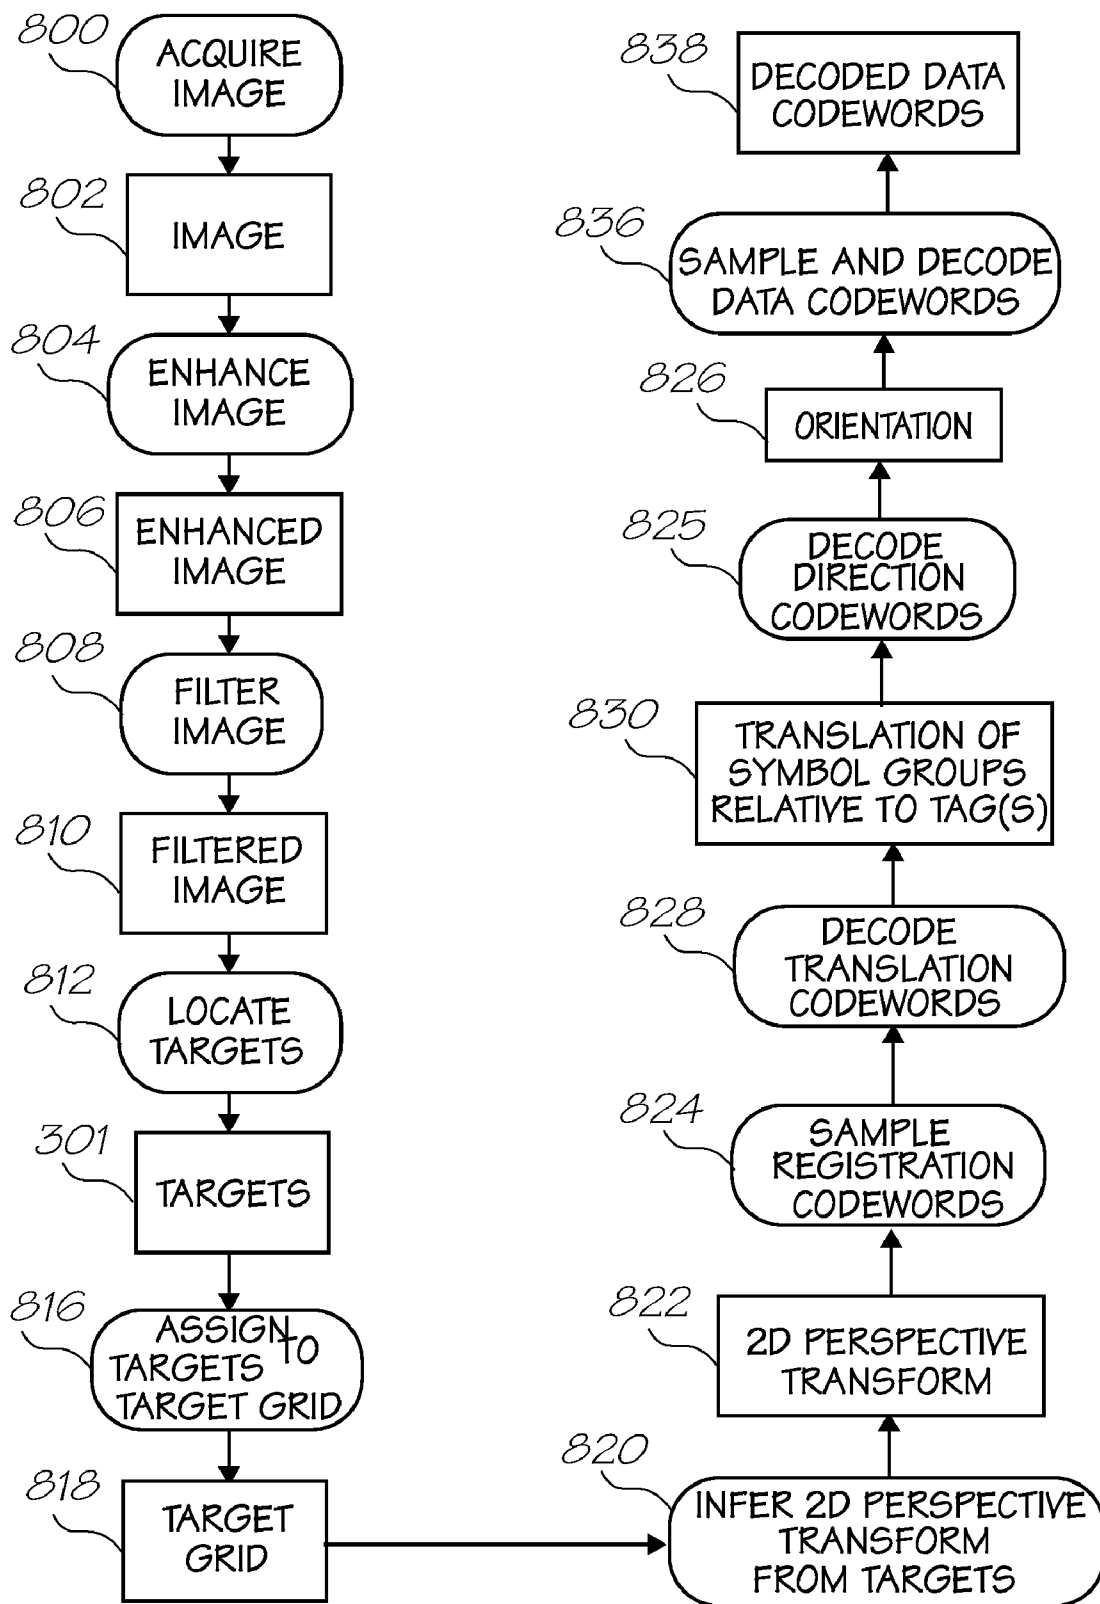 800
ACQUIRE
IMAGE
802
IMAGE
804
ENHANCE
IMAGE
806
ENHANCED
IMAGE
808
FILTER
IMAGE
810
FILTERED
IMAGE
812
LOCATE
TARGETS
301
TARGETS
816
ASSIGN
TARGETS TO
TARGET GRID
818
TARGET
GRID
820
INFER 2D PERSPECTIVE
TRANSFORM
FROM TARGETS
822
2D PERSPECTIVE
TRANSFORM
824
SAMPLE
REGISTRATION
CODEWORDS
828
DECODE
TRANSLATION
CODEWORDS
830
TRANSLATION OF
SYMBOL GROUPS
RELATIVE TO TAG(S)
825
DECODE
DIRECTION
CODEWORDS
826
ORIENTATION
836
SAMPLE AND DECODE
DATA CODEWORDS
838
DECODED DATA
CODEWORDS